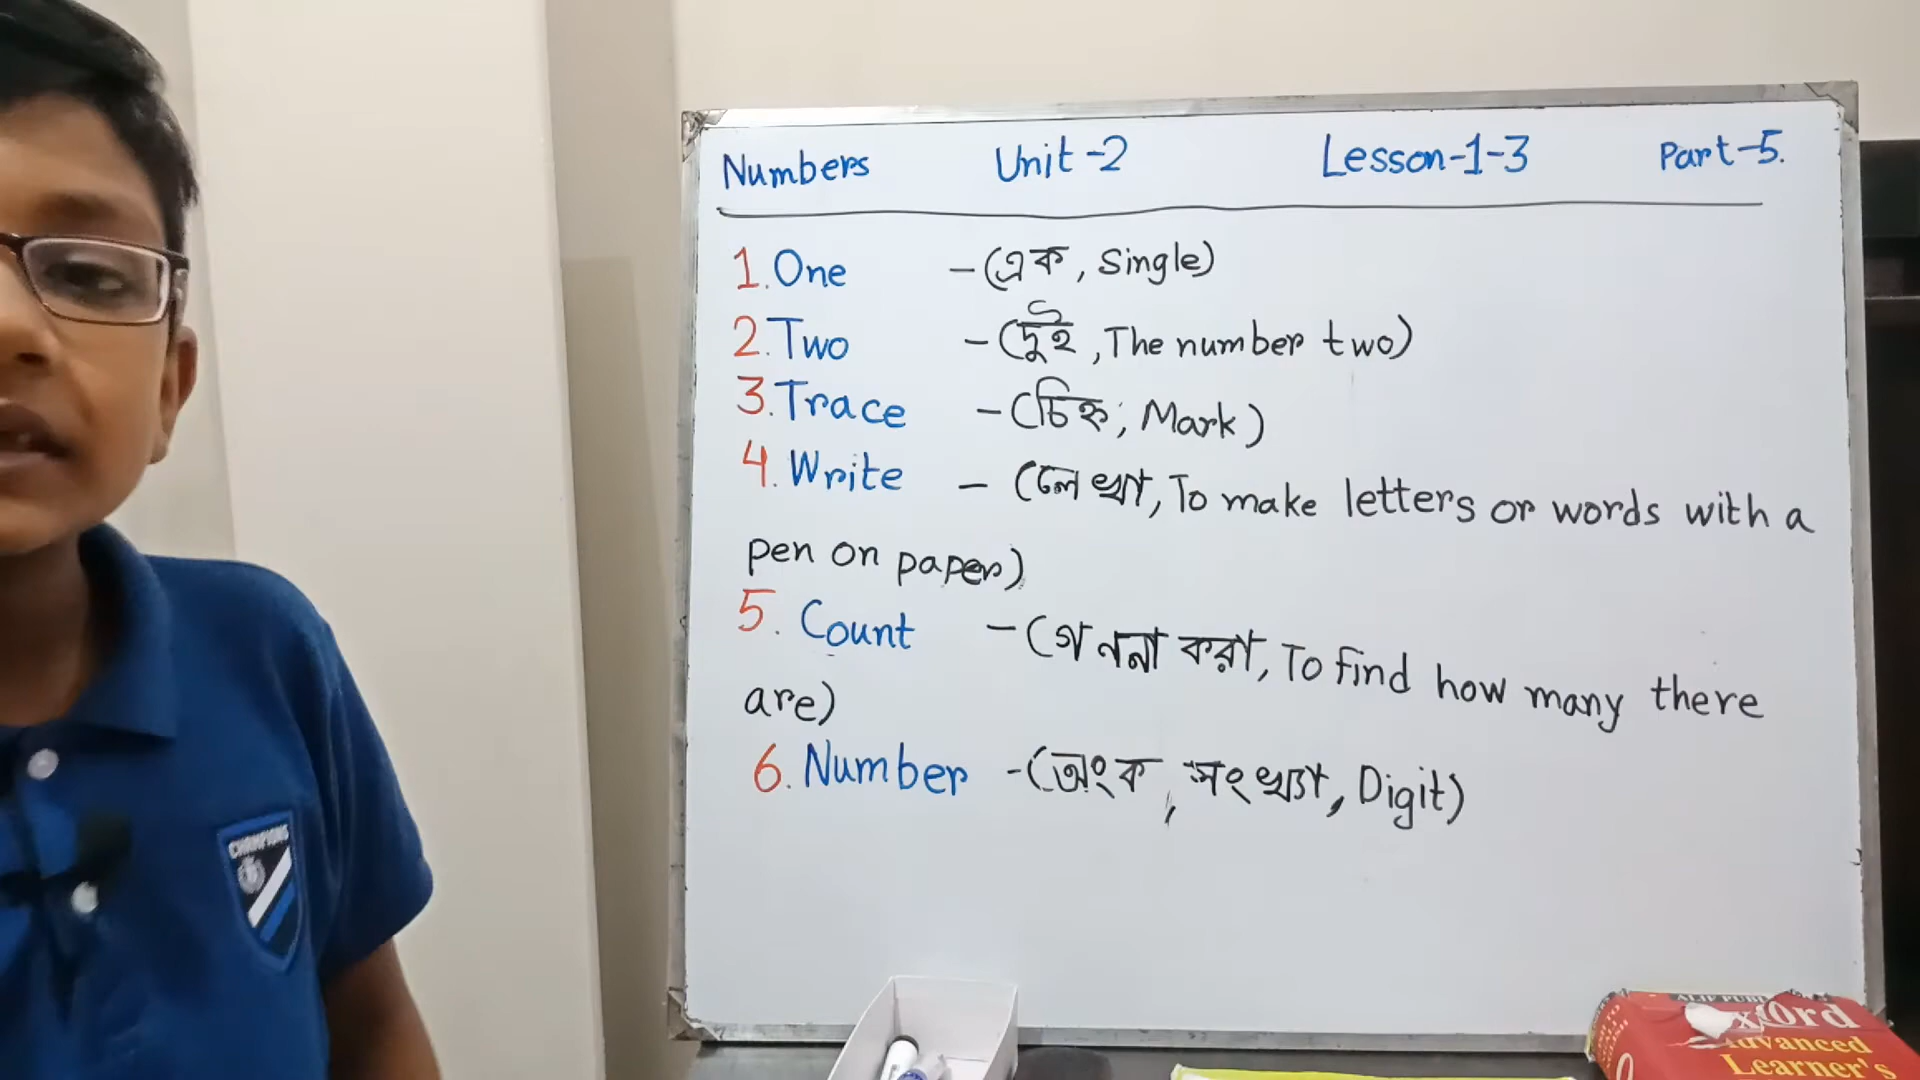 Numbers Unit-2 Lesson-1-3 Part-5.
1. One - (এক, Single)
2. Two - (দুই, The number two)
3. Trace - (চিহ্ন, Mark)
4. Write - (লেখা, To make letters or words with a
pen on paper)
5. Count - (গননা করা, To find how many there
are)
6. Number - (অংক, সংখ্যা, Digit)
CHAMPIONS
Oxford
Advanced
Learner's